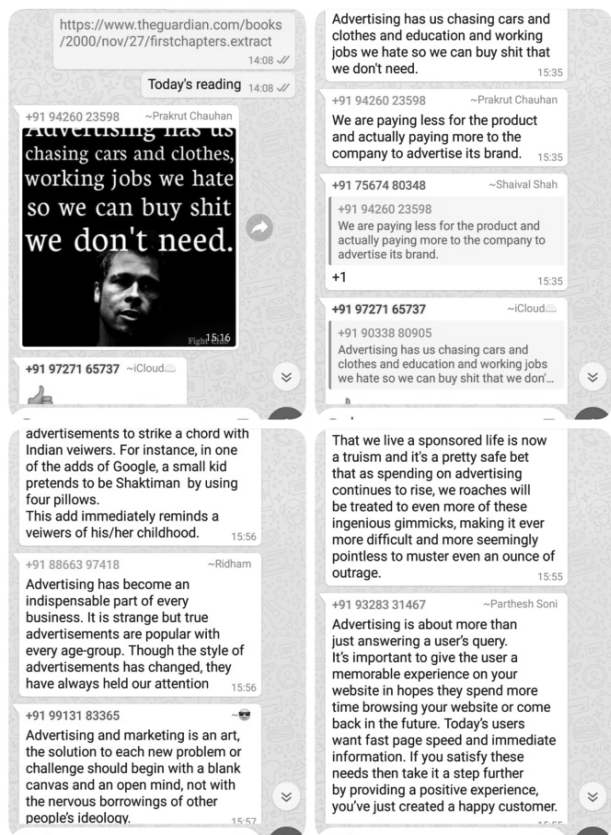 https://www.theguardian.com/books
/2000/nov/27/firstchapters.extract
14:08
Today's reading 14:08
+91 94260 23598 ~Prakrut Chauhan
Advertising has us
chasing cars and clothes,
working jobs we hate
so we can buy shit
we don't need.
15:16
+91 97271 65737 ~iCloud
Advertising has us chasing cars and
clothes and education and working
jobs we hate so we can buy shit that
we don't need.
15:35
+91 94260 23598 ~Prakrut Chauhan
We are paying less for the product
and actually paying more to the
company to advertise its brand. 15:35
+91 75674 80348 ~Shaival Shah
+91 94260 23598
We are paying less for the product and
actually paying more to the company to
advertise its brand.
+1
15:35
+91 97271 65737 ~iCloud
+91 90338 80905
Advertising has us chasing cars and
clothes and education and working jobs
we hate so we can buy shit that we don'...
advertisements to strike a chord with
Indian veiwers. For instance, in one
of the adds of Google, a small kid
pretends to be Shaktiman by using
four pillows.
This add immediately reminds a
veiwers of his/her childhood. 15:56
+91 88663 97418 ~Ridham
Advertising has become an
indispensable part of every
business. It is strange but true
advertisements are popular with
every age-group. Though the style of
advertisements has changed, they
have always held our attention 15:56
+91 99131 83365 ~😎
Advertising and marketing is an art,
the solution to each new problem or
challenge should begin with a blank
canvas and an open mind, not with
the nervous borrowings of other
people's ideology. 15:57
That we live a sponsored life is now
a truism and it's a pretty safe bet
that as spending on advertising
continues to rise, we roaches will
be treated to even more of these
ingenious gimmicks, making it ever
more difficult and more seemingly
pointless to muster even an ounce of
outrage. 15:55
+91 93283 31467 ~Parthesh Soni
Advertising is about more than
just answering a user's query.
It's important to give the user a
memorable experience on your
website in hopes they spend more
time browsing your website or come
back in the future. Today's users
want fast page speed and immediate
information. If you satisfy these
needs then take it a step further
by providing a positive experience,
you've just created a happy customer.